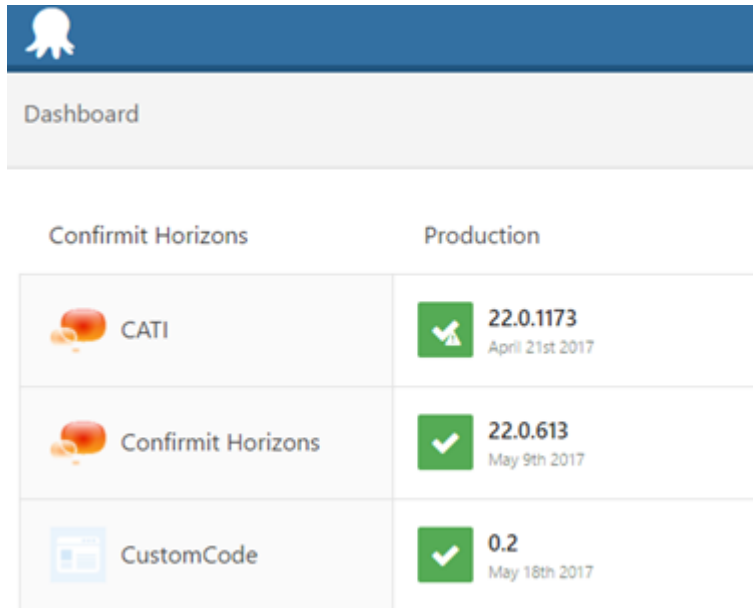 Dashboard
Confirmit Horizons Production
CATI
22.0.1173
April 21st 2017
Confirmit Horizons
22.0.613
May 9th 2017
CustomCode
0.2
May 18th 2017